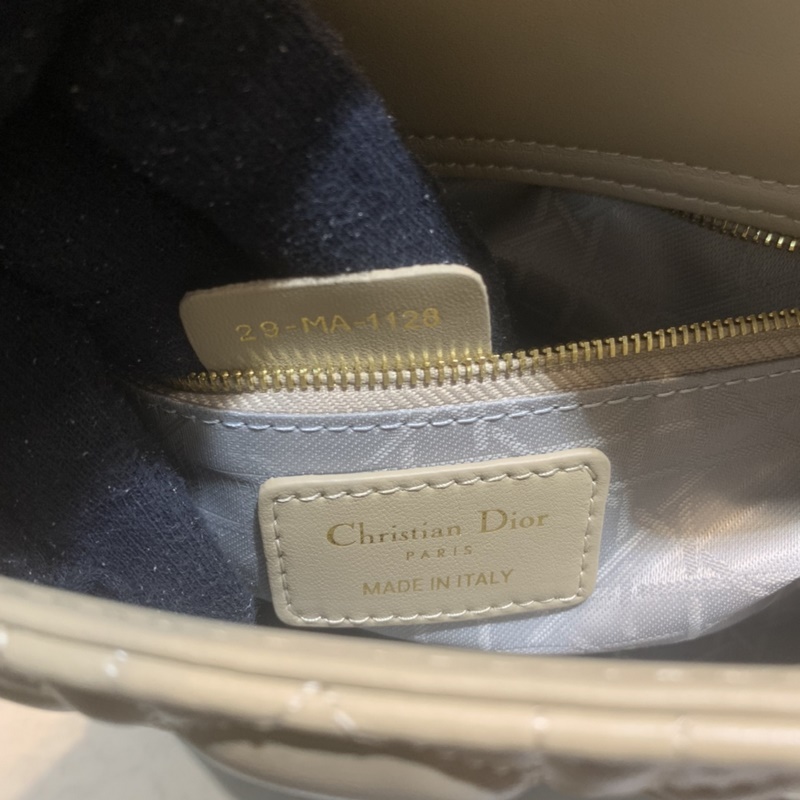 29-MA-1128
Christian Dior
PARIS
MADE IN ITALY